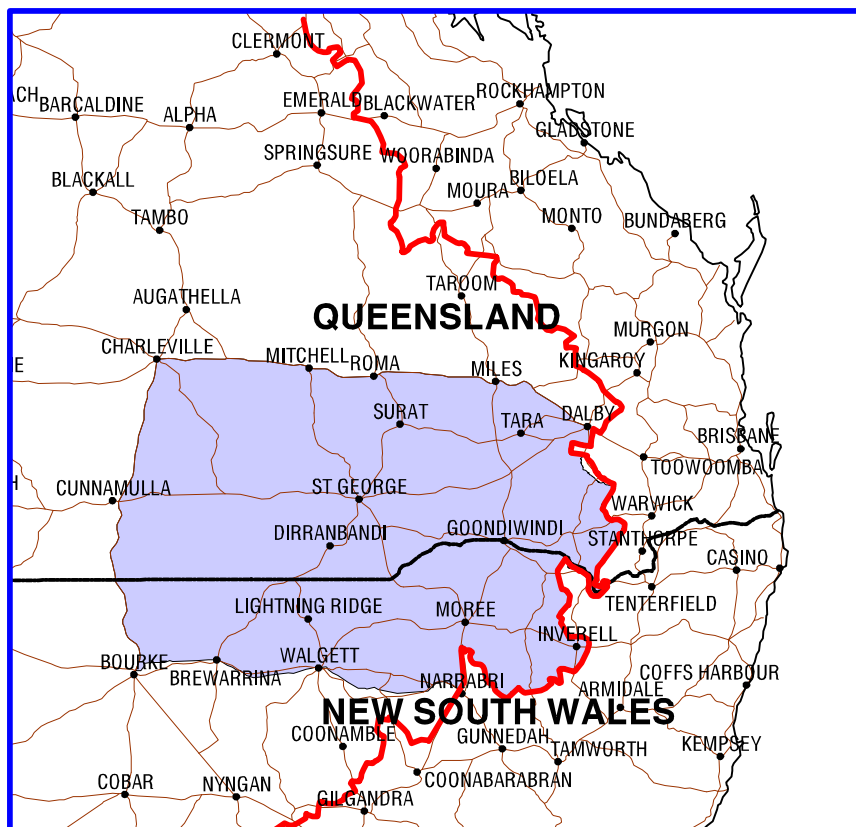 CLERMONT
ACH
BARCALDINE
ALPHA
EMERALD
BLACKWATER
ROCKHAMPTON
GLADSTONE
SPRINGSURE
WOORABINDA
BLACKALL
MOURA
BILOELA
TAMBO
MONTO
BUNDABERG
TAROOM
AUGATHELLA
QUEENSLAND
MURGON
CHARLEVILLE
MITCHELL
ROMA
MILES
KINGAROY
NE
SURAT
TARA
DALBY
BRISBANE
TOOWOOMBA
H
CUNNAMULLA
ST GEORGE
WARWICK
DIRRANBANDI
GOONDIWINDI
STANTHORPE
CASINO
LIGHTNING RIDGE
MOREE
TENTERFIELD
INVERELL
BOURKE
BREWARRINA
WALGETT
NARRABRI
COFFS HARBOUR
ARMIDALE
NEW SOUTH WALES
COONAMBLE
GUNNEDAH
TAMWORTH
KEMPSEY
COBAR
NYNGAN
COONABARABRAN
GILGANDRA